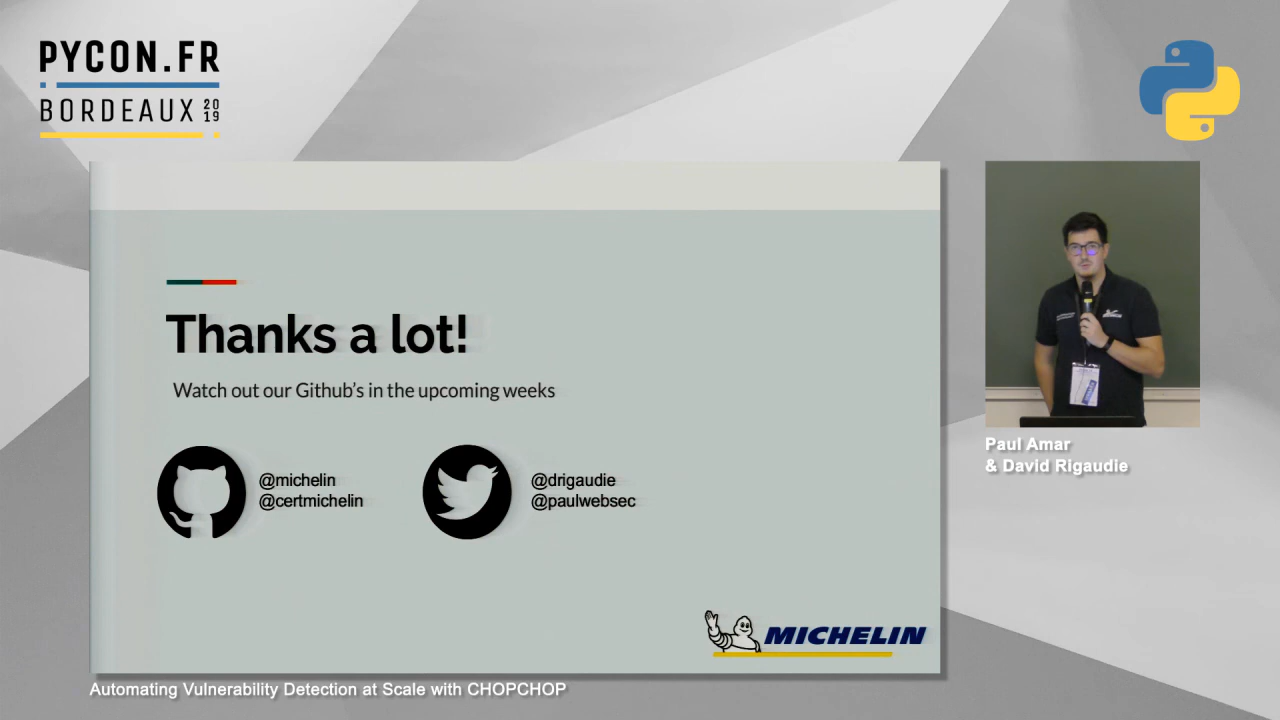 PYCON.FR
BORDEAUX 2019
Thanks a lot!
Watch out our Github's in the upcoming weeks
@michelin
@certmichelin
@drigaudie
@paulwebsec
MICHELIN
Paul Amar
& David Rigaudie
Automating Vulnerability Detection at Scale with CHOPCHOP